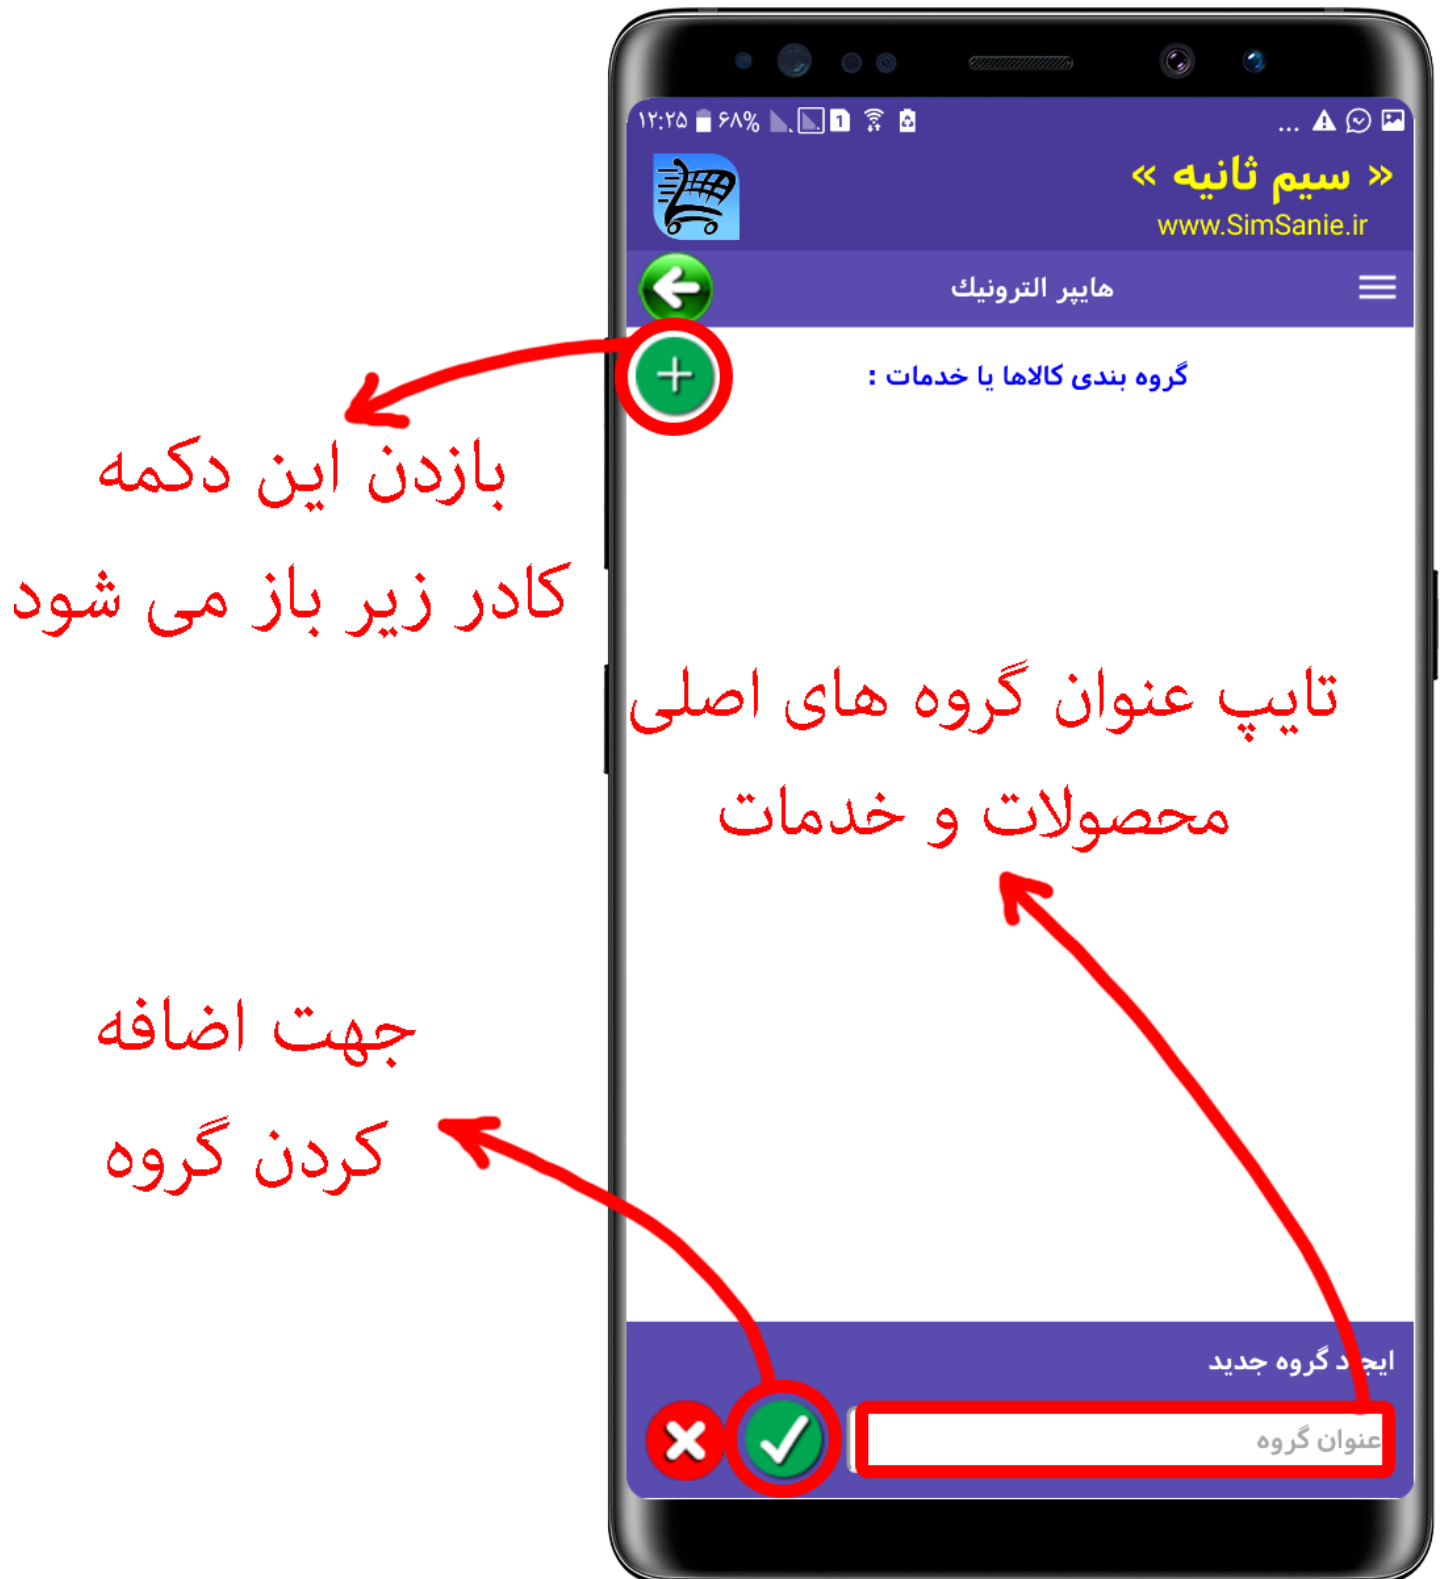 ۱۲:۲۵ ۶۸% 1 ...
« سیم ثانیه »
www.SimSanie.ir
هایپر الترونيك
گروه بندی کالاها یا خدمات :
بازدن این دکمه
کادر زیر باز می شود
تایپ عنوان گروه های اصلی
محصولات و خدمات
جهت اضافه
کردن گروه
ایجاد گروه جدید
عنوان گروه